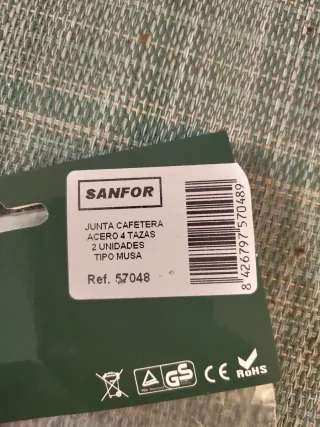 SANFOR
JUNTA CAFETERA
ACERO 4 TAZAS
2 UNIDADES
TIPO MUSA
Ref. 57048
8 426797 570489
GS
CE
RoHS